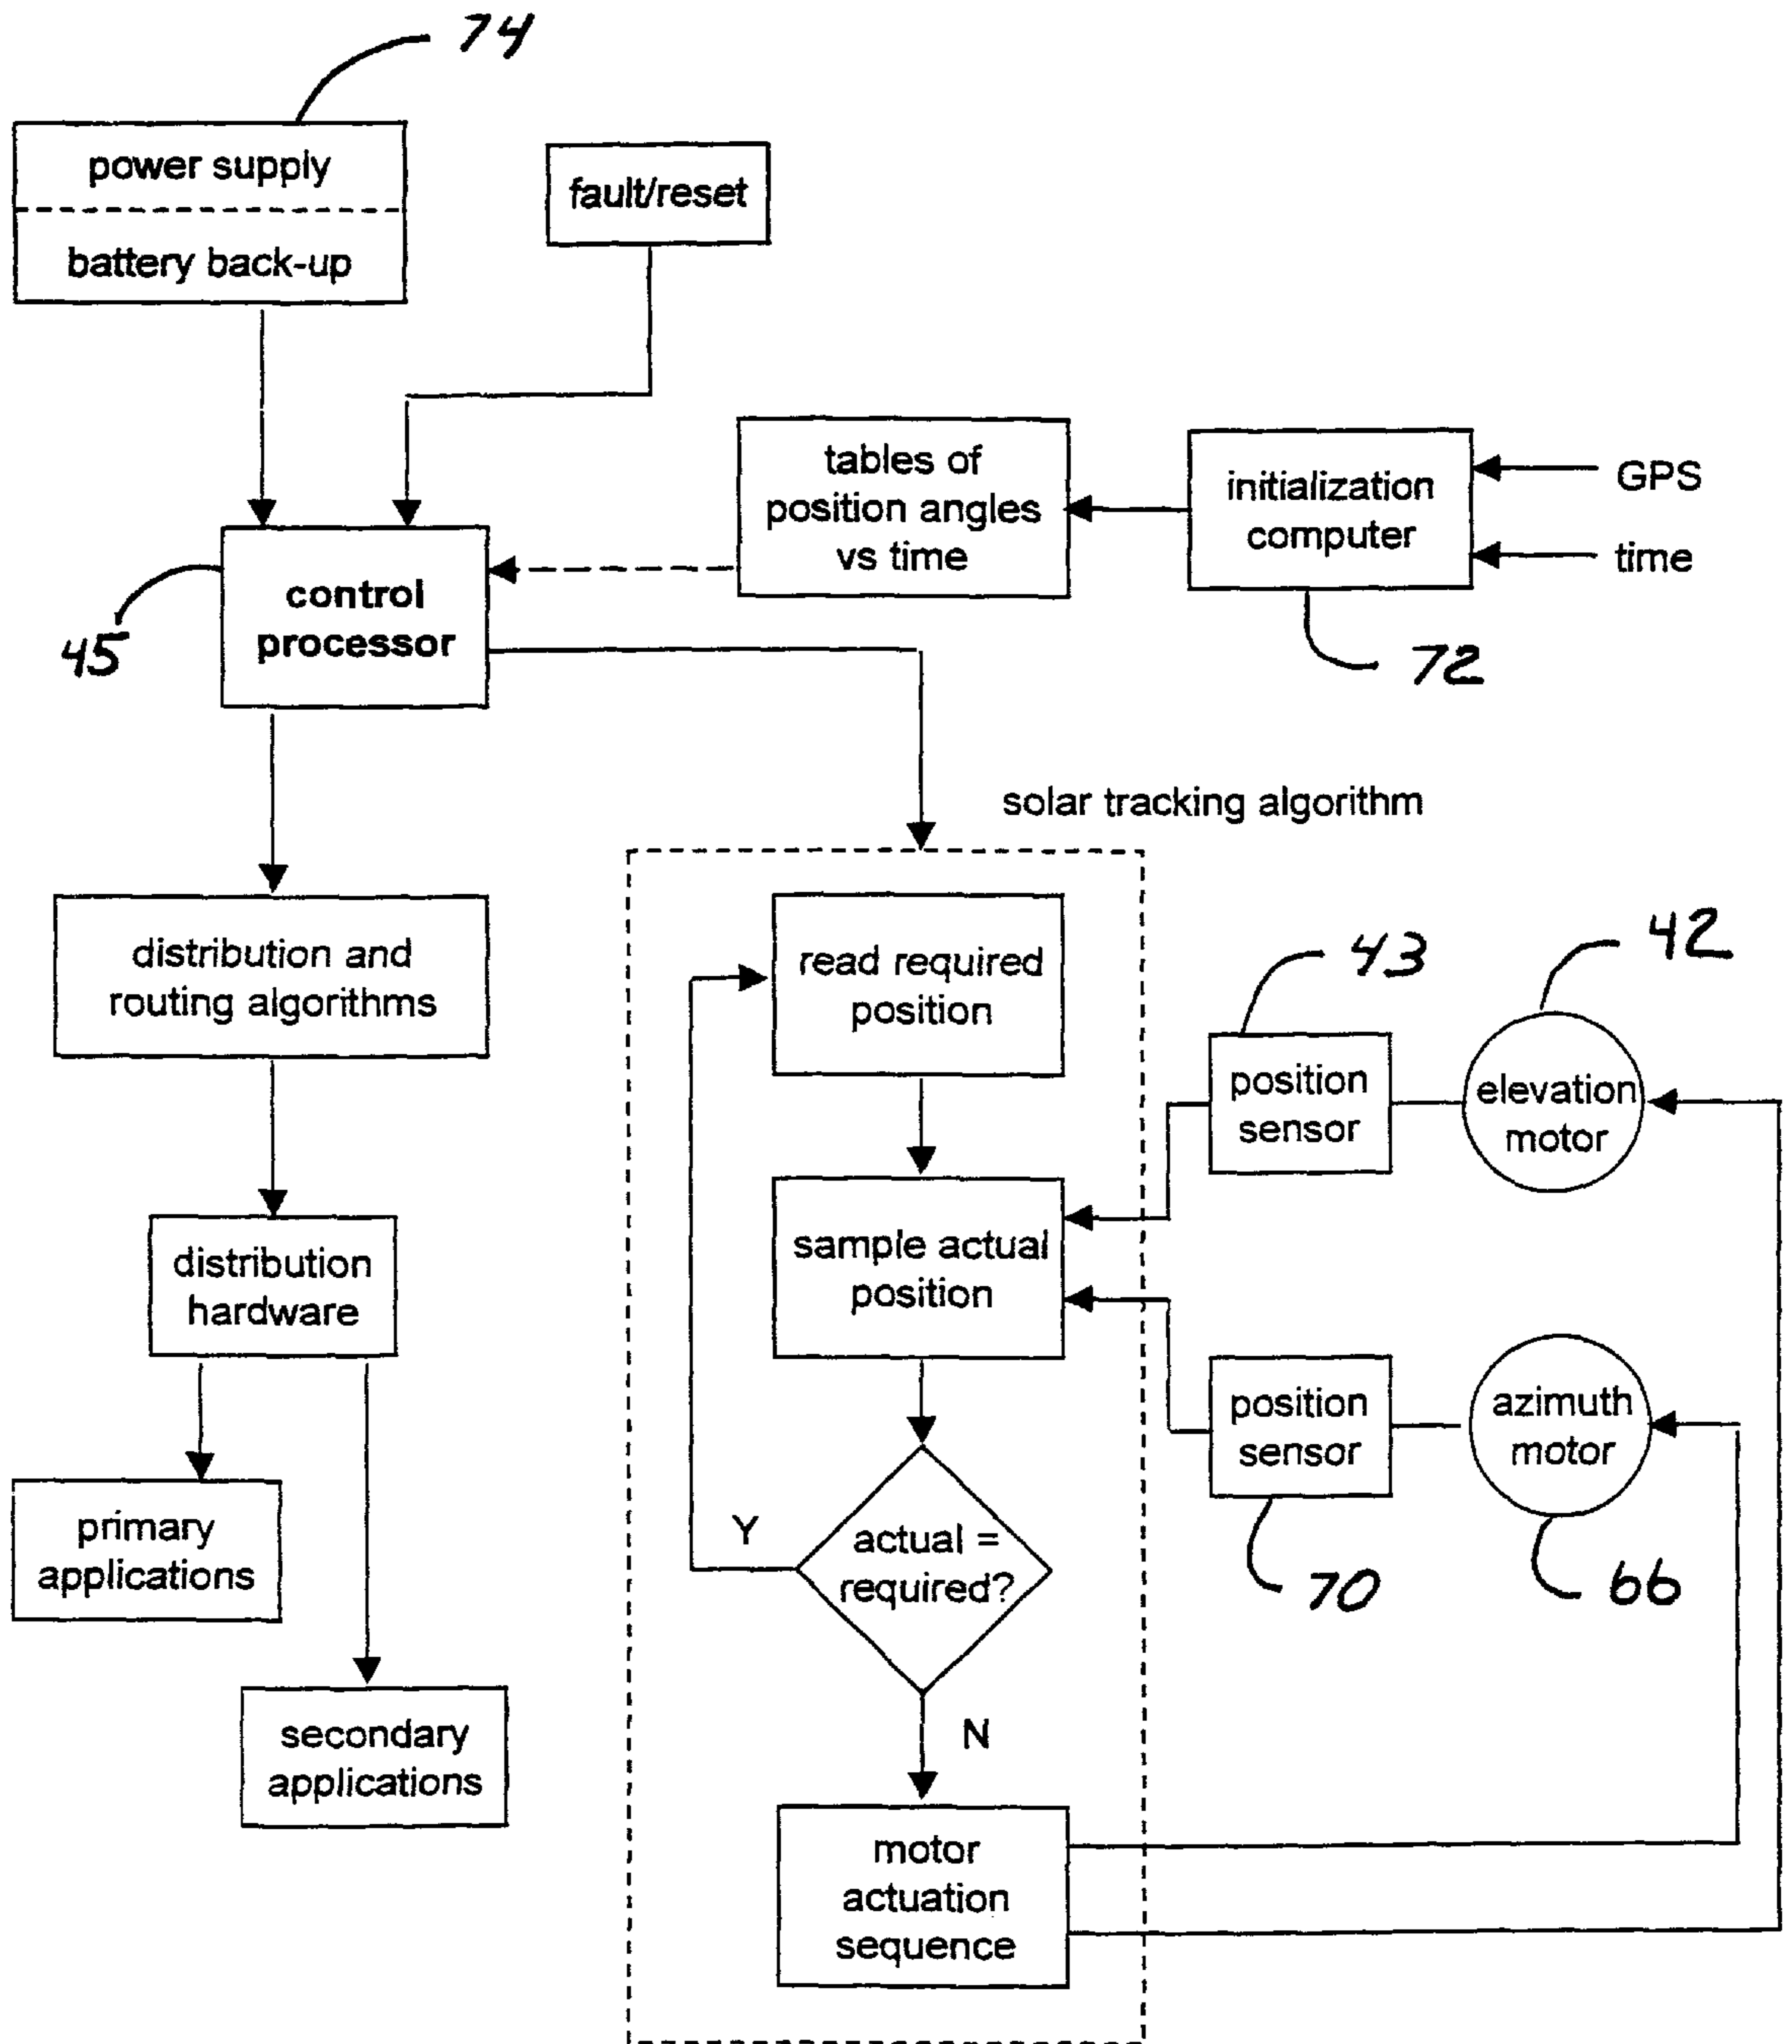 74
power supply
battery back-up
fault/reset
tables of
position angles
vs time
initialization
computer
GPS
time
72
control
processor
45
solar tracking algorithm
distribution and
routing algorithms
distribution
hardware
primary
applications
secondary
applications
read required
position
sample actual
position
actual =
required?
Y
N
motor
actuation
sequence
43
position
sensor
42
elevation
motor
position
sensor
70
azimuth
motor
66